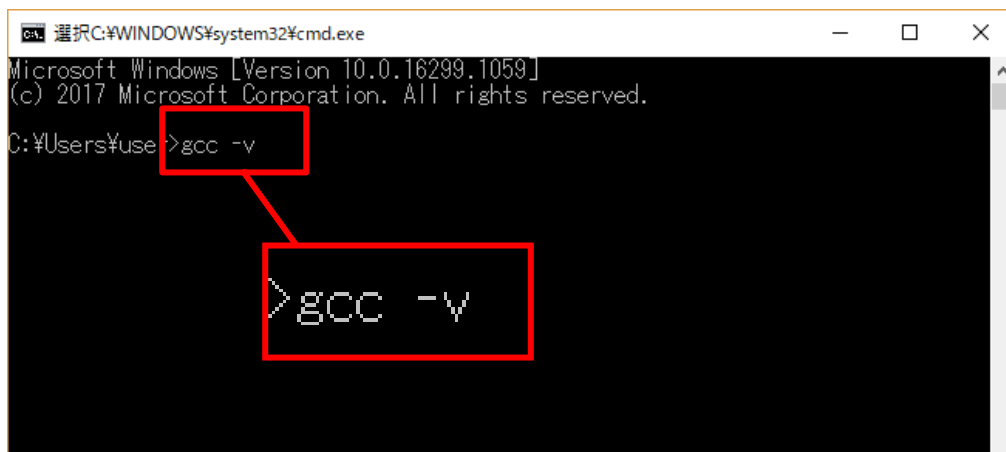 選択C:¥WINDOWS¥system32¥cmd.exe
Microsoft Windows [Version 10.0.16299.1059]
(c) 2017 Microsoft Corporation. All rights reserved.
C:¥Users¥user>gcc -v
>gcc -v